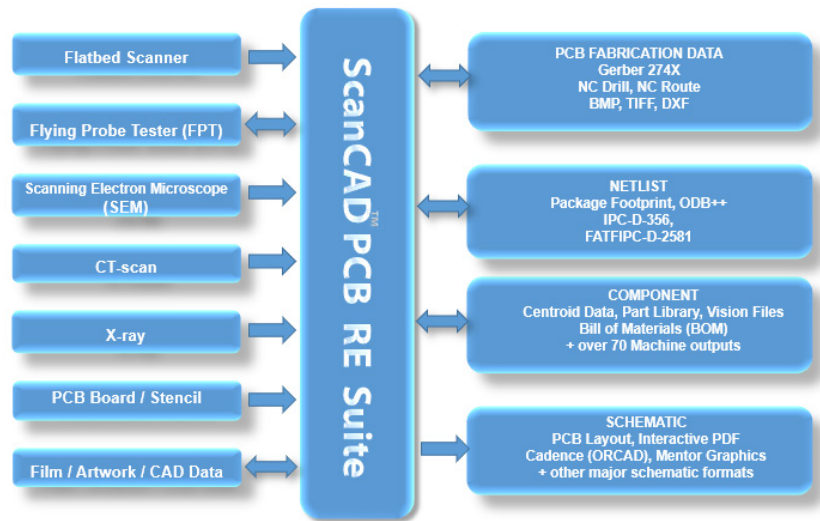 Flatbed Scanner
Flying Probe Tester (FPT)
Scanning Electron Microscope
(SEM)
CT-scan
X-ray
PCB Board / Stencil
Film / Artwork / CAD Data
ScanCAD™ PCB RE Suite
PCB FABRICATION DATA
Gerber 274X
NC Drill, NC Route
BMP, TIFF, DXF
NETLIST
Package Footprint, ODB++
IPC-D-356,
FATFIPC-D-2581
COMPONENT
Centroid Data, Part Library, Vision Files
Bill of Materials (BOM)
+ over 70 Machine outputs
SCHEMATIC
PCB Layout, Interactive PDF
Cadence (ORCAD), Mentor Graphics
+ other major schematic formats